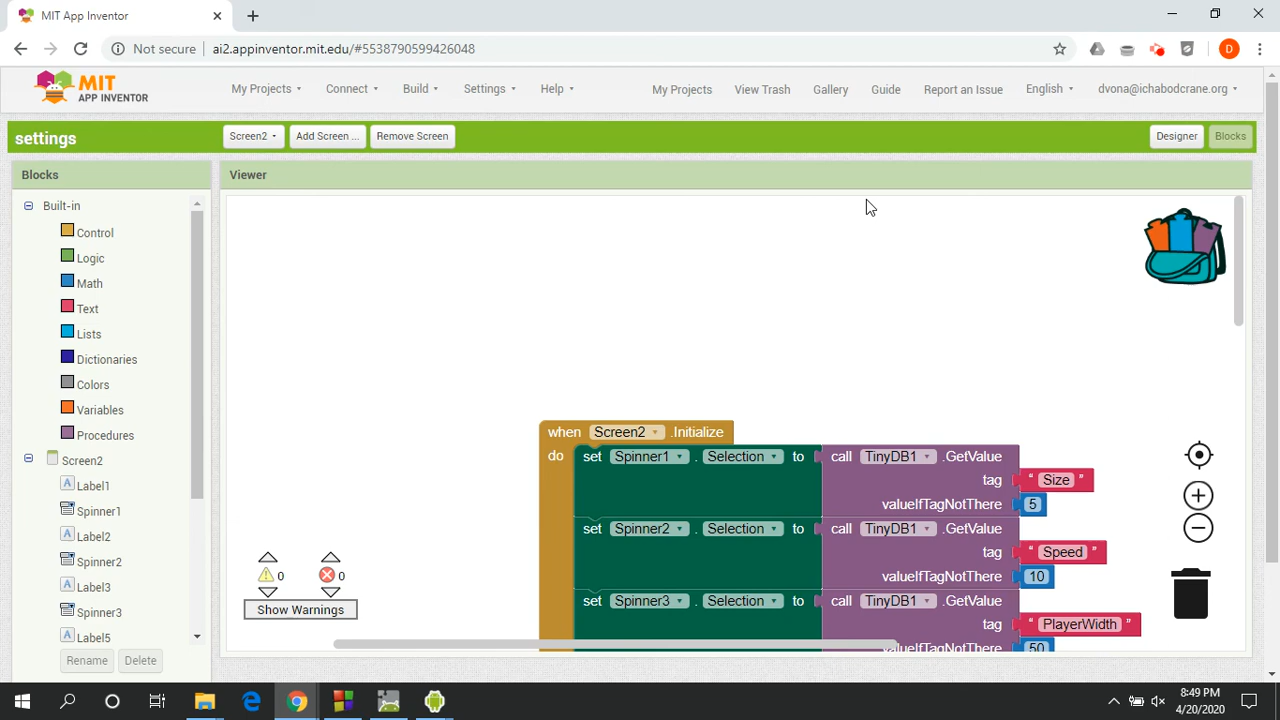 MIT App Inventor
Not secure
ai2.appinventor.mit.edu/#5538790599426048
D
MIT
APP INVENTOR
My Projects
Connect
Build
Settings
Help
My Projects
View Trash
Gallery
Guide
Report an Issue
English
dvona@ichabodcrane.org
settings
Screen2
Add Screen ...
Remove Screen
Designer
Blocks
Blocks
Viewer
Built-in
Control
Logic
Math
Text
Lists
Dictionaries
Colors
Variables
Procedures
Screen2
Label1
Spinner1
Label2
Spinner2
Label3
Spinner3
Label5
Rename
Delete
when Screen2 .Initialize
do set Spinner1 . Selection to call TinyDB1 .GetValue
tag " Size "
valueIfTagNotThere 5
set Spinner2 . Selection to call TinyDB1 .GetValue
tag " Speed "
valueIfTagNotThere 10
set Spinner3 . Selection to call TinyDB1 .GetValue
tag " PlayerWidth "
valueIfTagNotThere 50
0
0
Show Warnings
8:49 PM
4/20/2020